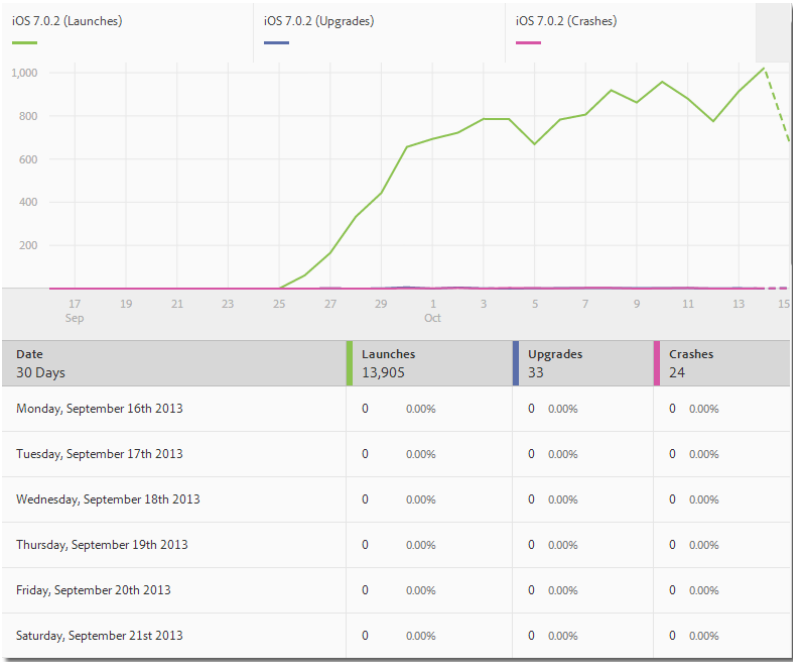 iOS 7.0.2 (Launches) iOS 7.0.2 (Upgrades) iOS 7.0.2 (Crashes)
1,000
800
600
400
200
17 19 21 23 25 27 29 1 3 5 7 9 11 13 15
Sep Oct
Date Launches Upgrades Crashes
30 Days 13,905 33 24
Monday, September 16th 2013 0 0.00% 0 0.00% 0 0.00%
Tuesday, September 17th 2013 0 0.00% 0 0.00% 0 0.00%
Wednesday, September 18th 2013 0 0.00% 0 0.00% 0 0.00%
Thursday, September 19th 2013 0 0.00% 0 0.00% 0 0.00%
Friday, September 20th 2013 0 0.00% 0 0.00% 0 0.00%
Saturday, September 21st 2013 0 0.00% 0 0.00% 0 0.00%